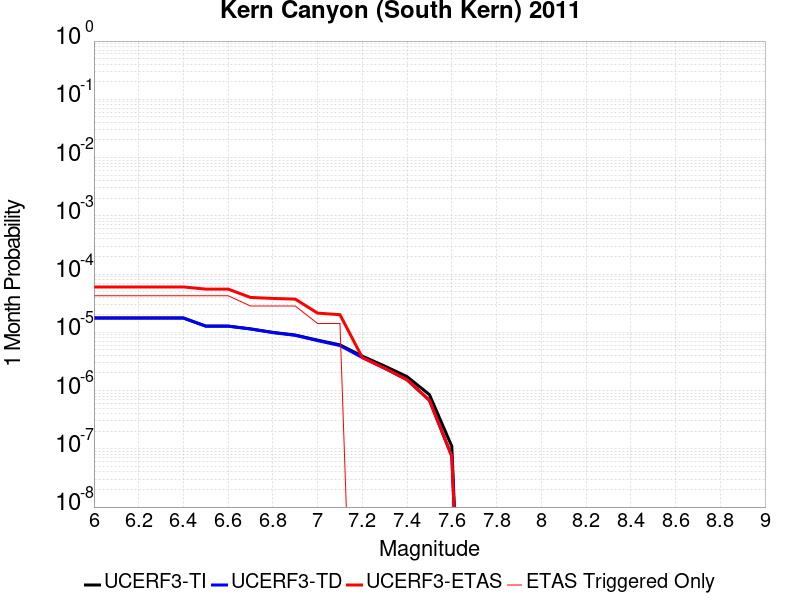 Kern Canyon (South Kern) 2011
1 Month Probability
10^0
10^-1
10^-2
10^-3
10^-4
10^-5
10^-6
10^-7
10^-8
6 6.2 6.4 6.6 6.8 7 7.2 7.4 7.6 7.8 8 8.2 8.4 8.6 8.8 9
Magnitude
UCERF3-TI UCERF3-TD UCERF3-ETAS ETAS Triggered Only